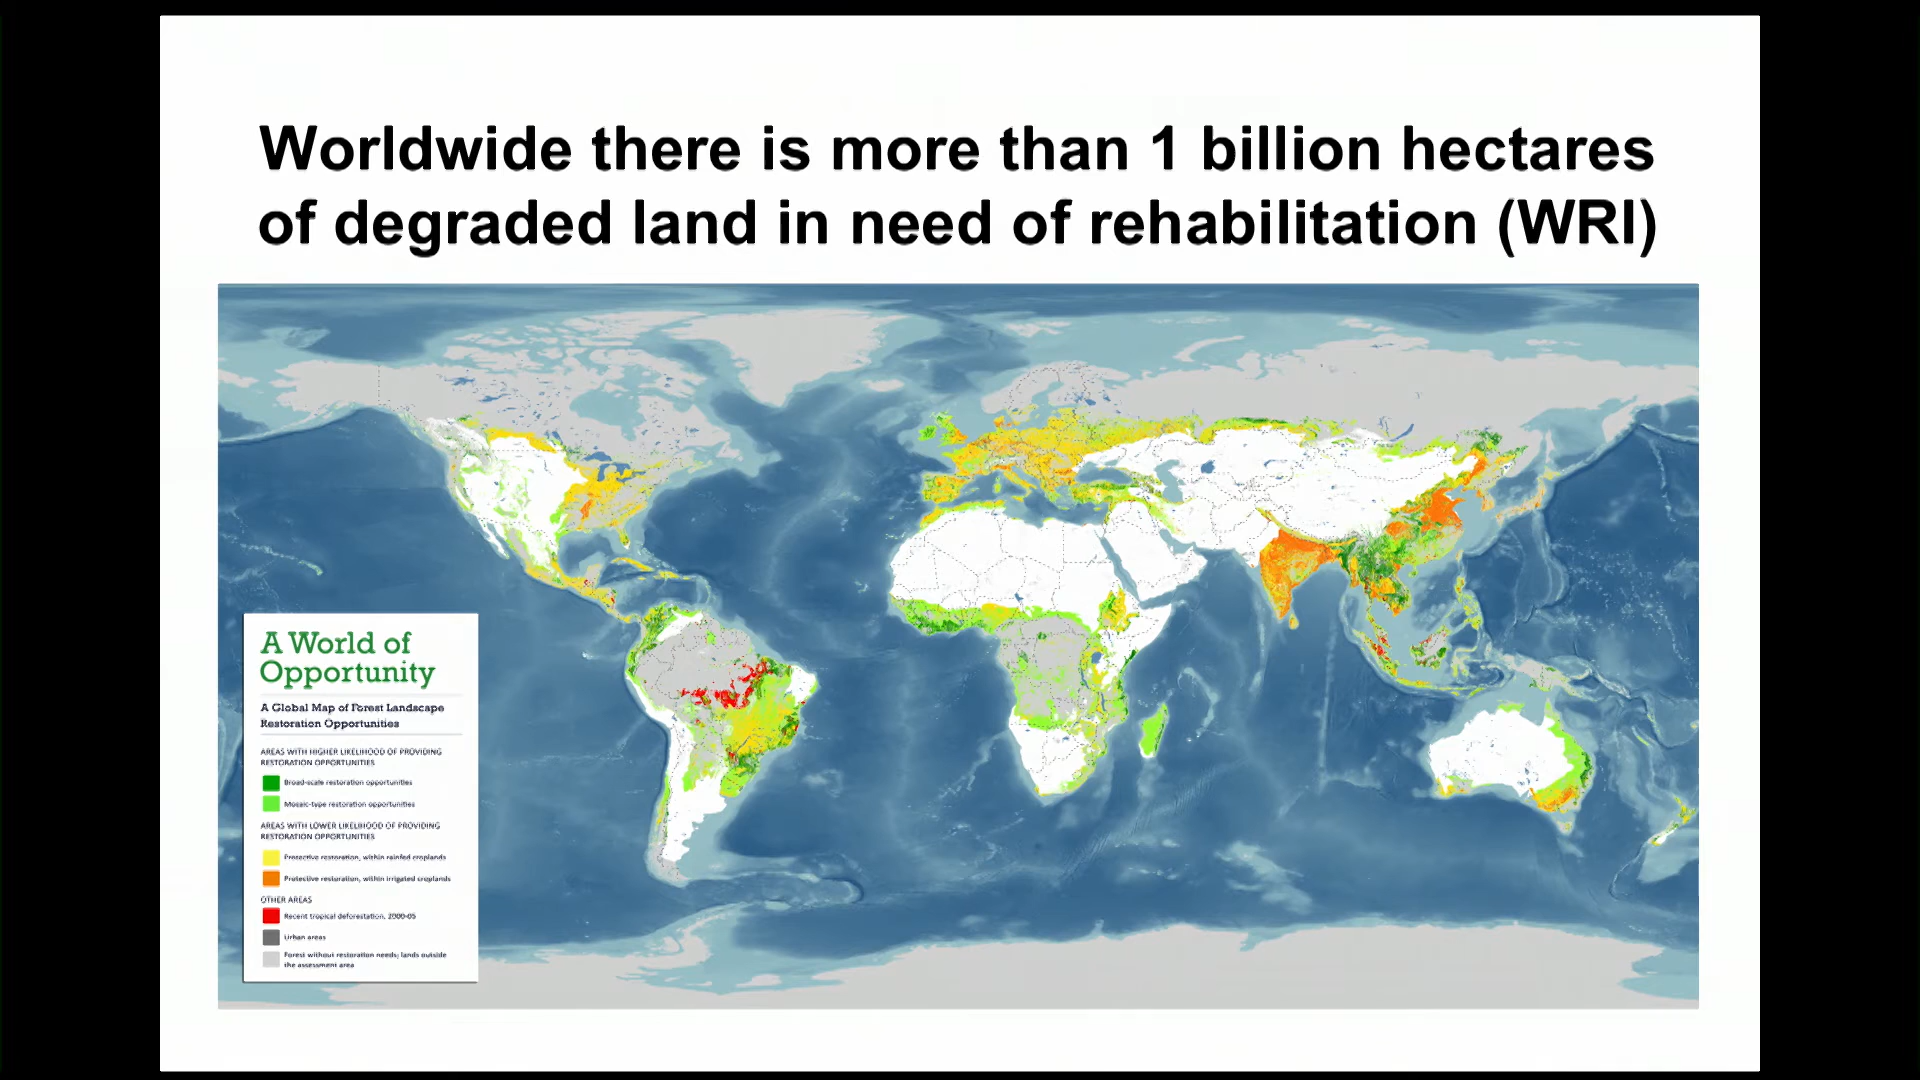 Worldwide there is more than 1 billion hectares
of degraded land in need of rehabilitation (WRI)
A World of
Opportunity
A Global Map of Forest Landscape
Restoration Opportunities
AREAS WITH HIGHER LIKELIHOOD OF PROVIDING
RESTORATION OPPORTUNITIES
Broad-scale restoration opportunities
Mosaic-type restoration opportunities
AREAS WITH LOWER LIKELIHOOD OF PROVIDING
RESTORATION OPPORTUNITIES
Protective restoration, within rainfed croplands
Protective restoration, within irrigated croplands
OTHER AREAS
Recent tropical deforestation, 2000-05
Urban areas
Forest without restoration needs; lands outside
the assessment area